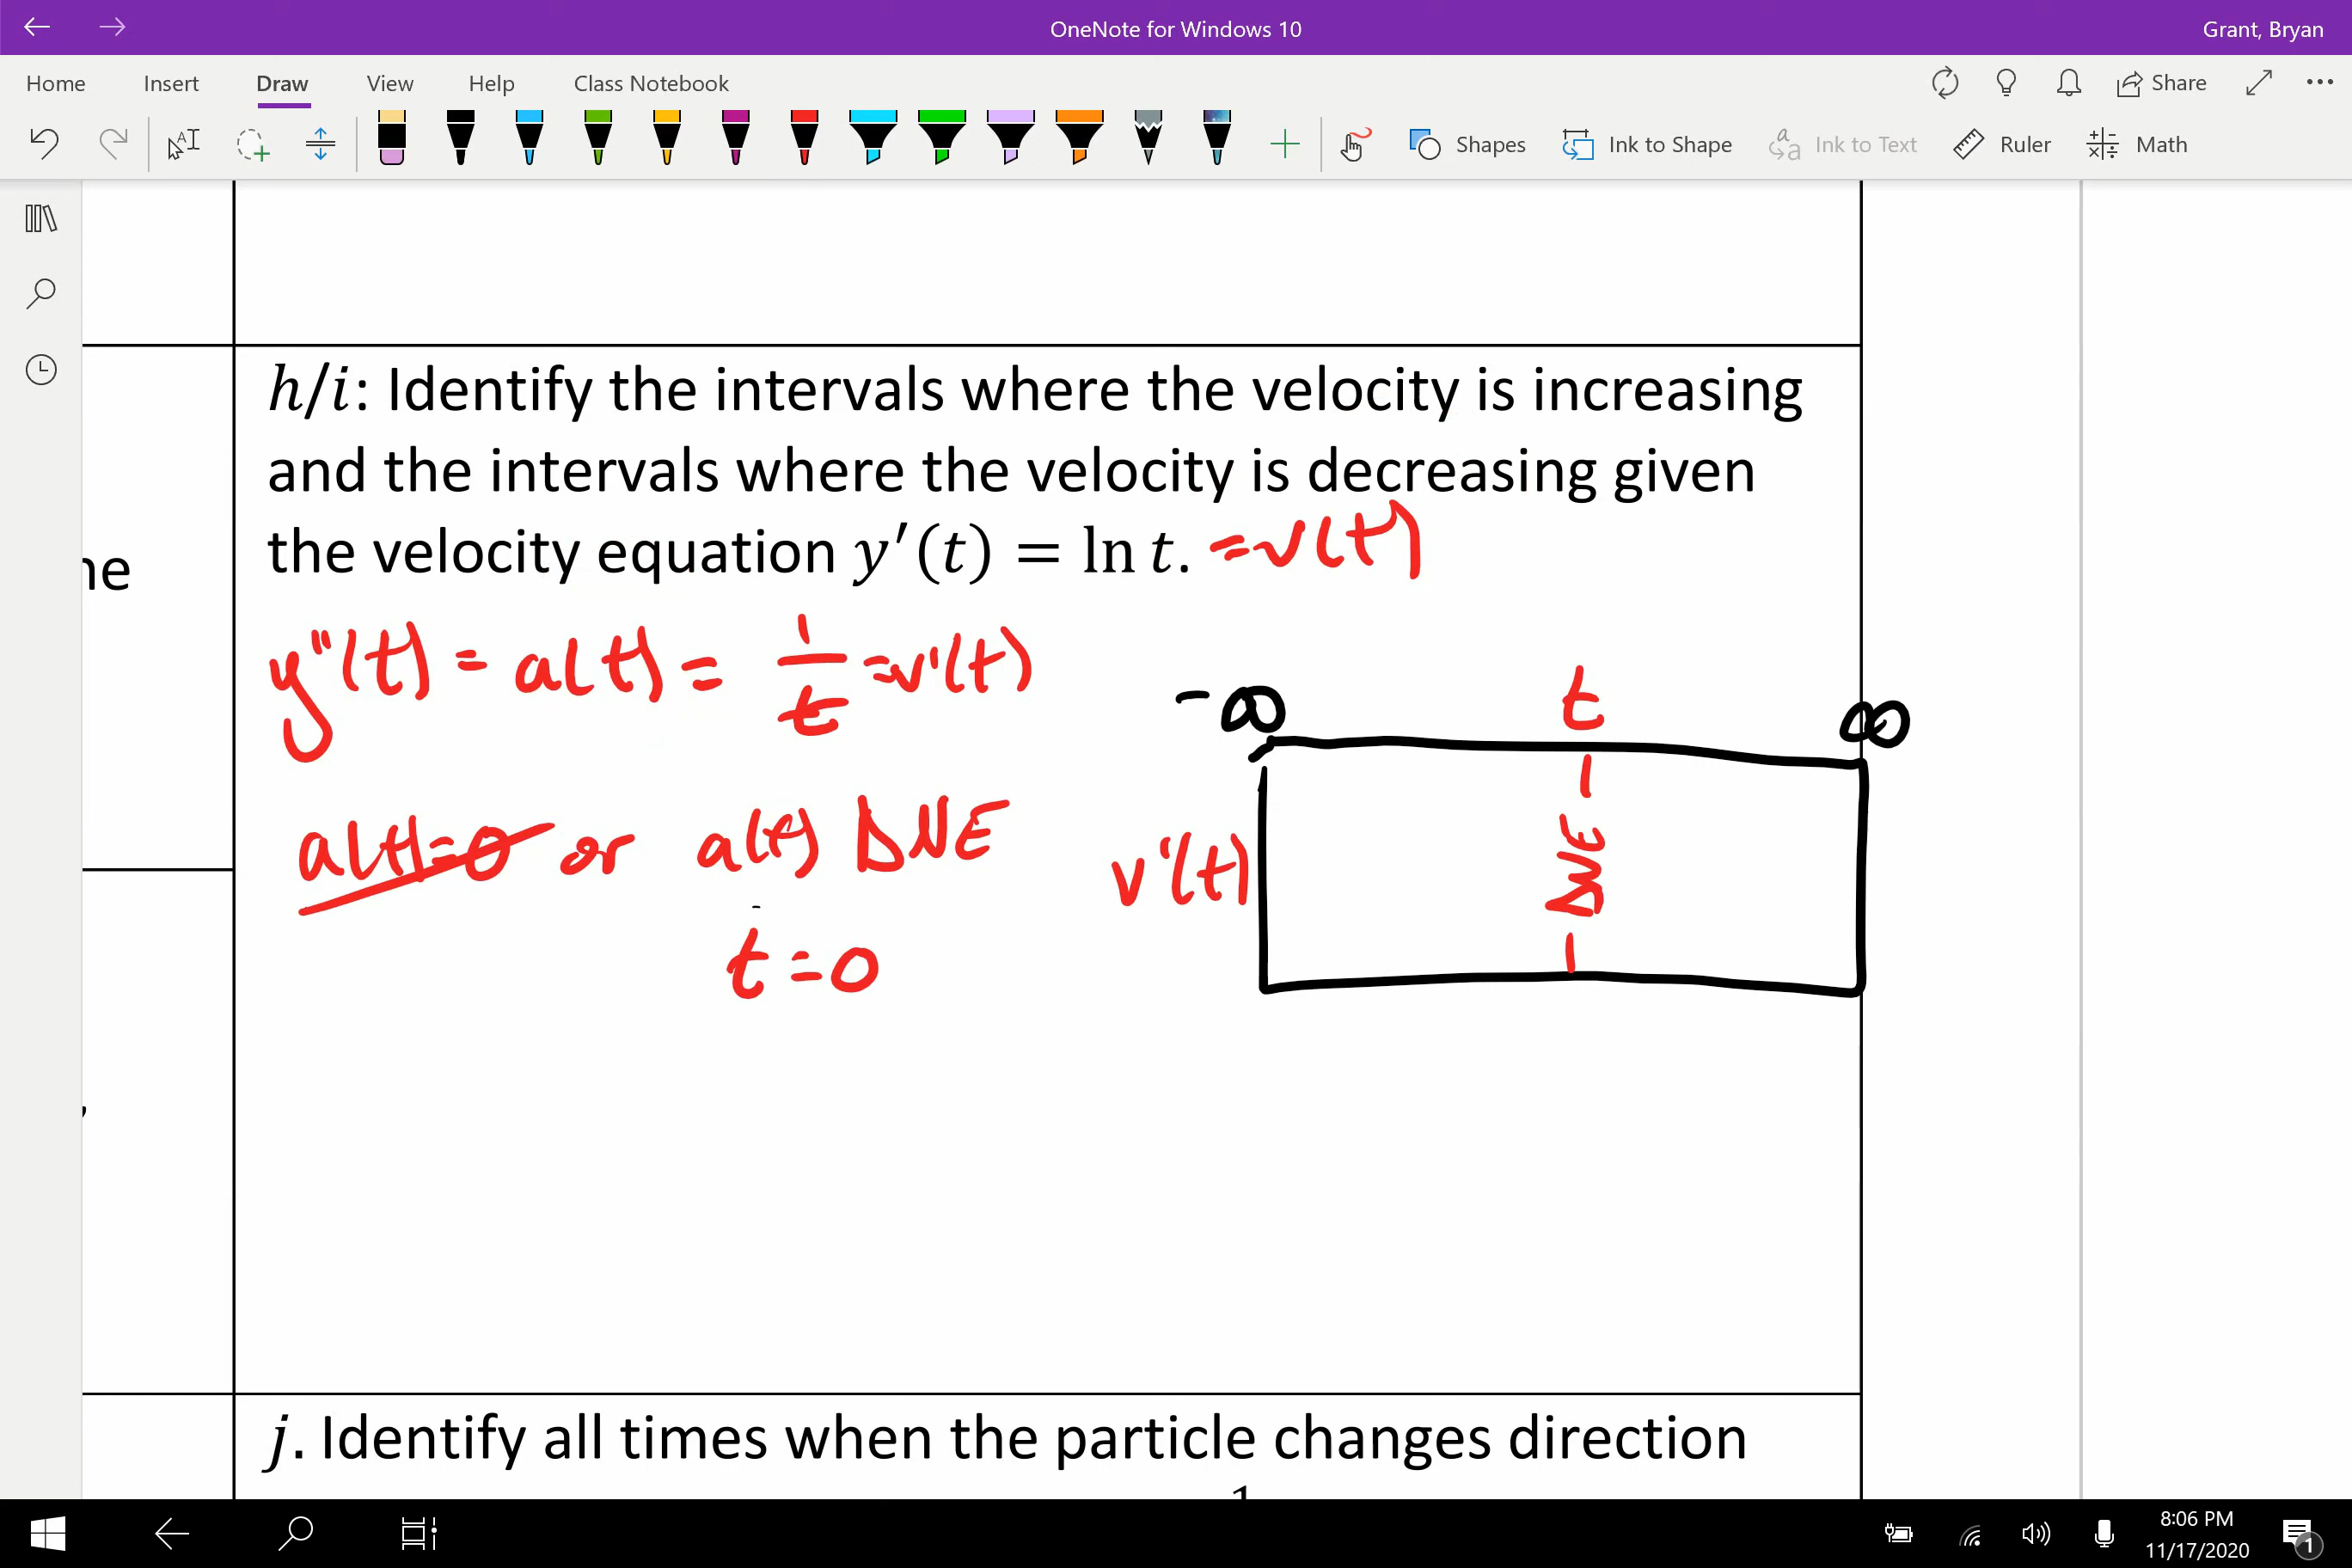 OneNote for Windows 10
Grant, Bryan
Home Insert Draw View Help Class Notebook Share
Shapes Ink to Shape Ink to Text Ruler Math
h/i: Identify the intervals where the velocity is increasing
and the intervals where the velocity is decreasing given
the velocity equation y′(t) = ln t. = v(t)
y"(t) = a(t) = 1/t = v'(t)
-∞ t ∞
a(t)=0 or a(t) DNE
v'(t) DNE
t = 0
j. Identify all times when the particle changes direction
1
8:06 PM
11/17/2020
1